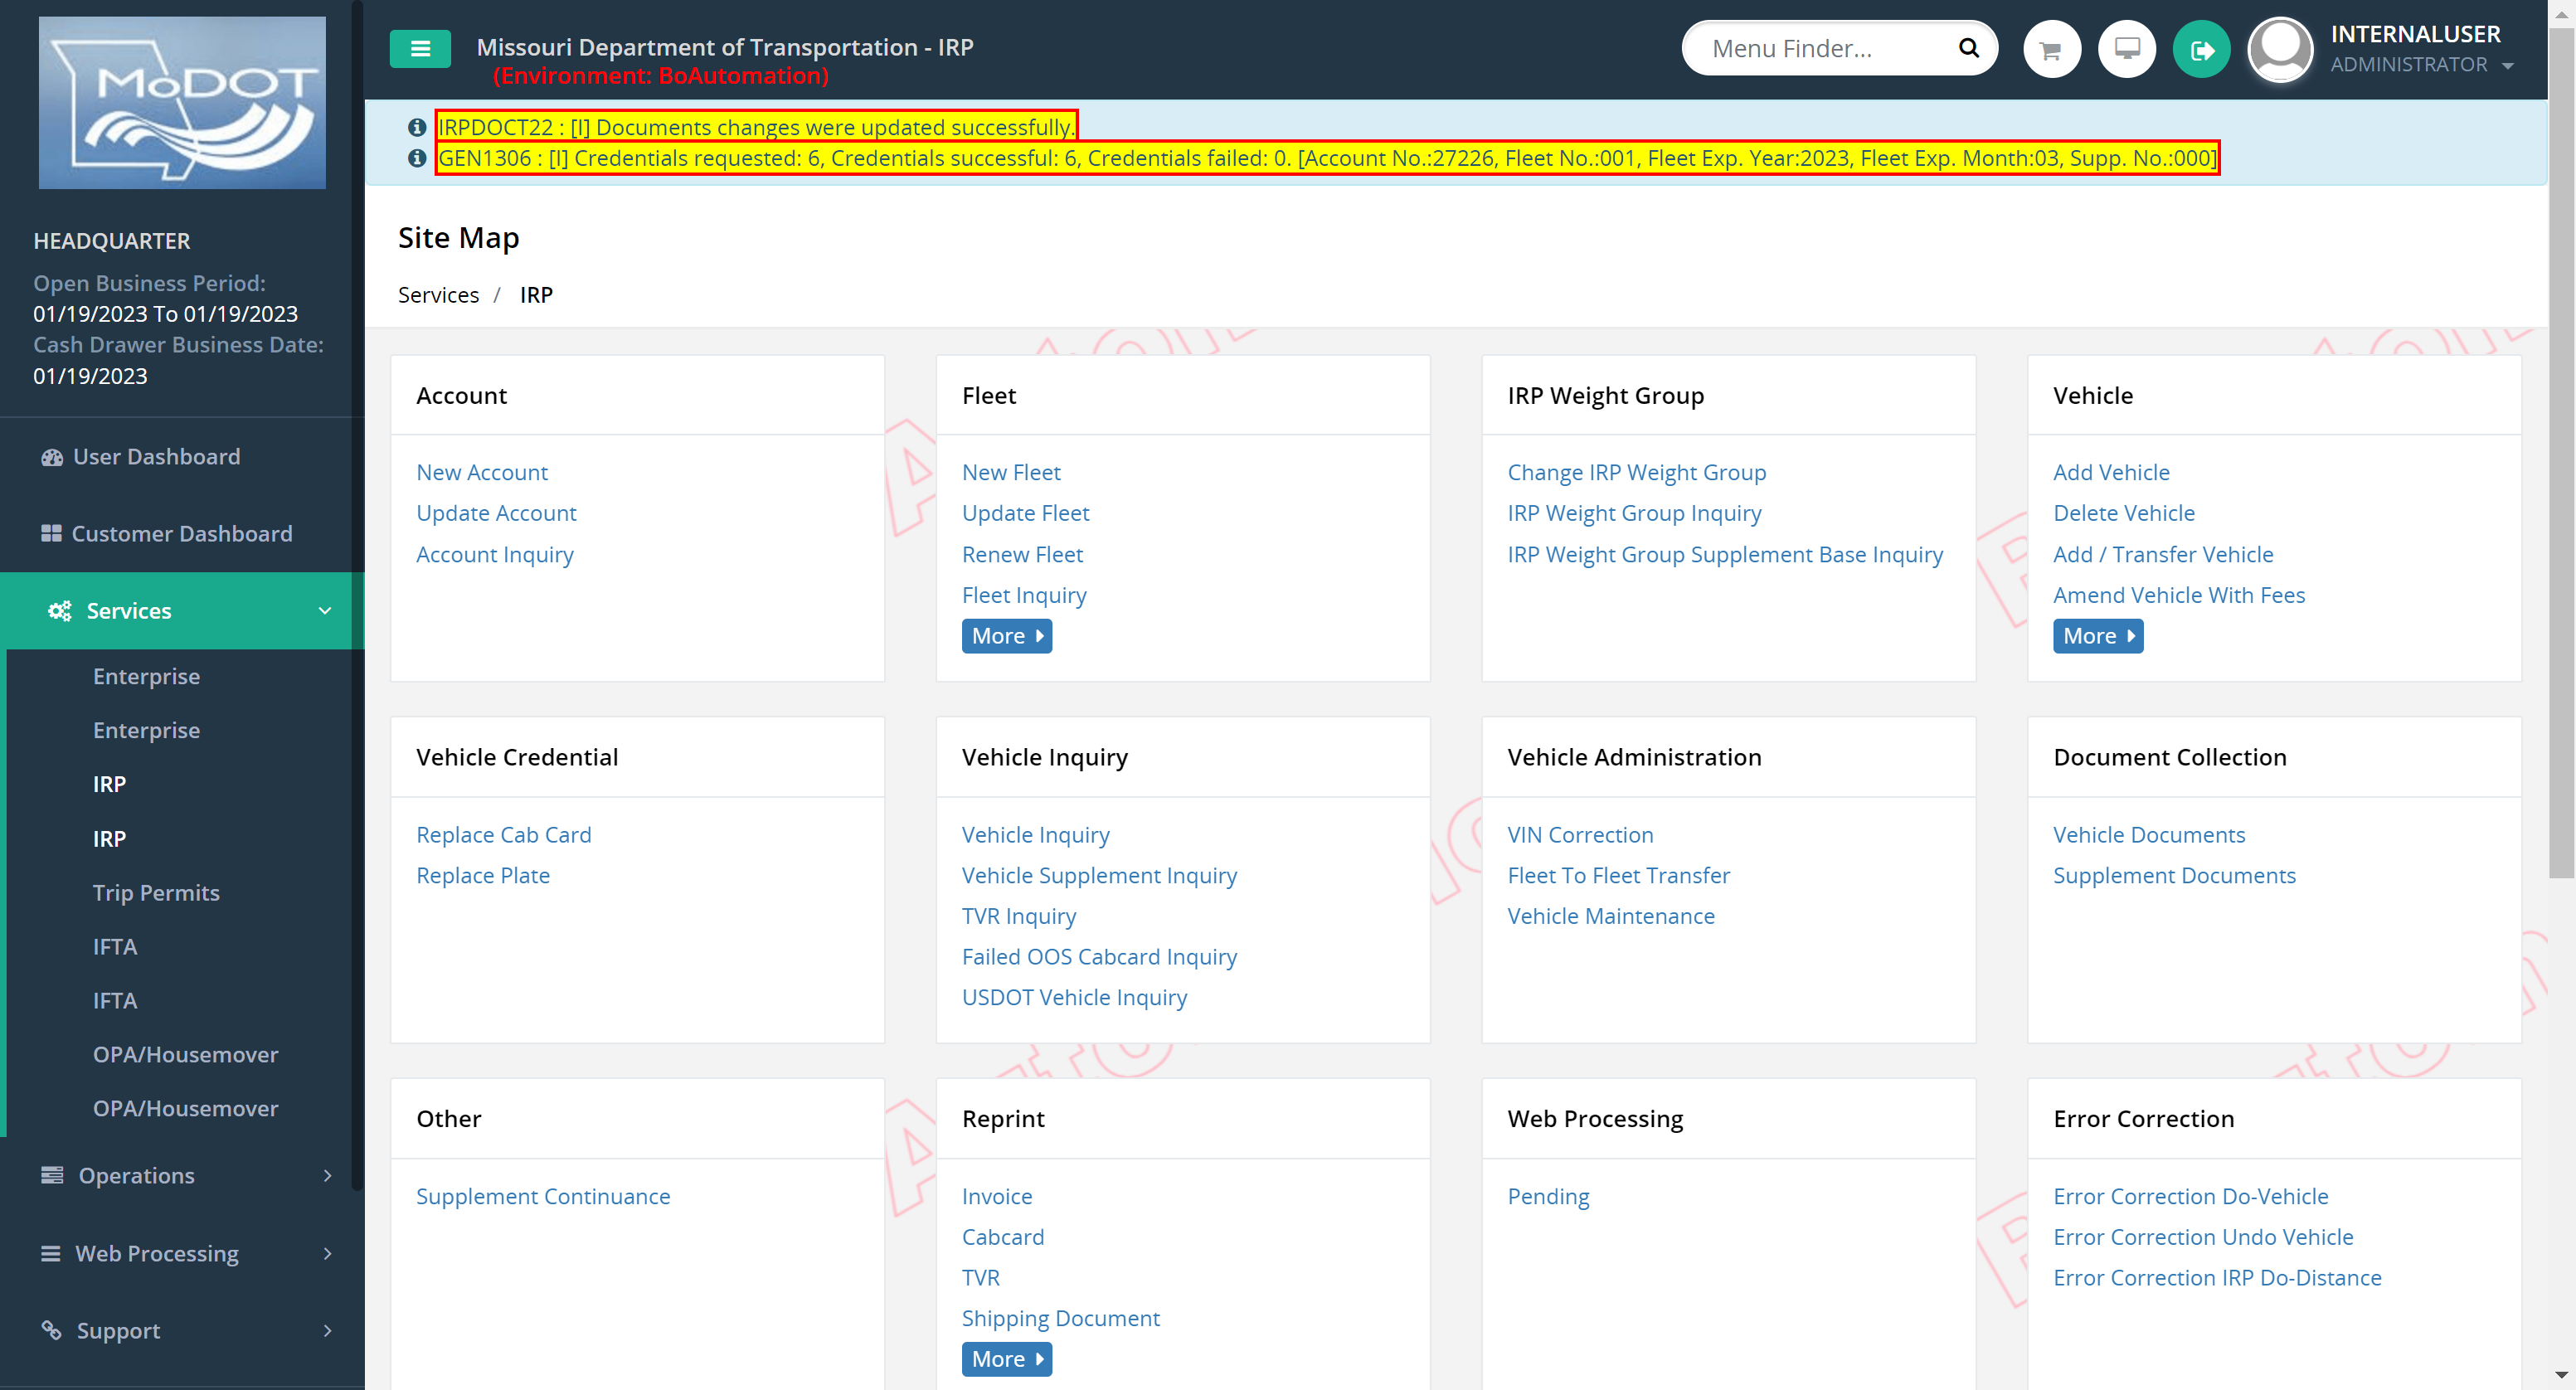 MoDOT
Missouri Department of Transportation - IRP
(Environment: BoAutomation)
Menu Finder...
INTERNALUSER
ADMINISTRATOR
IRPDOCT22 : [I] Documents changes were updated successfully.
GEN1306 : [I] Credentials requested: 6, Credentials successful: 6, Credentials failed: 0. [Account No.:27226, Fleet No.:001, Fleet Exp. Year:2023, Fleet Exp. Month:03, Supp. No.:000]
HEADQUARTER
Open Business Period:
01/19/2023 To 01/19/2023
Cash Drawer Business Date:
01/19/2023
User Dashboard
Customer Dashboard
Services
Enterprise
Enterprise
IRP
IRP
Trip Permits
IFTA
IFTA
OPA/Housemover
OPA/Housemover
Operations
Web Processing
Support
Site Map
Services / IRP
Account
New Account
Update Account
Account Inquiry
Fleet
New Fleet
Update Fleet
Renew Fleet
Fleet Inquiry
More
IRP Weight Group
Change IRP Weight Group
IRP Weight Group Inquiry
IRP Weight Group Supplement Base Inquiry
Vehicle
Add Vehicle
Delete Vehicle
Add / Transfer Vehicle
Amend Vehicle With Fees
More
Vehicle Credential
Replace Cab Card
Replace Plate
Vehicle Inquiry
Vehicle Inquiry
Vehicle Supplement Inquiry
TVR Inquiry
Failed OOS Cabcard Inquiry
USDOT Vehicle Inquiry
Vehicle Administration
VIN Correction
Fleet To Fleet Transfer
Vehicle Maintenance
Document Collection
Vehicle Documents
Supplement Documents
Other
Supplement Continuance
Reprint
Invoice
Cabcard
TVR
Shipping Document
More
Web Processing
Pending
Error Correction
Error Correction Do-Vehicle
Error Correction Undo Vehicle
Error Correction IRP Do-Distance